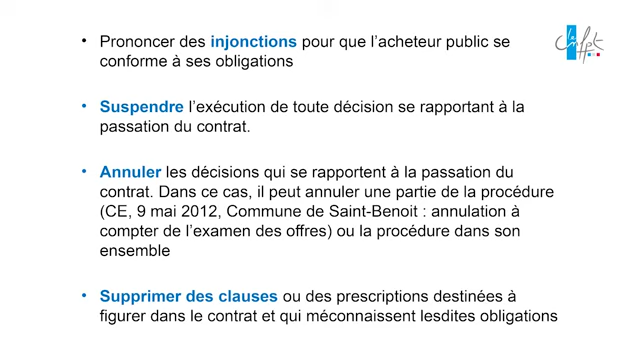 • Prononcer des injonctions pour que l’acheteur public se
conforme à ses obligations
• Suspendre l’exécution de toute décision se rapportant à la
passation du contrat.
• Annuler les décisions qui se rapportent à la passation du
contrat. Dans ce cas, il peut annuler une partie de la procédure
(CE, 9 mai 2012, Commune de Saint-Benoit : annulation à
compter de l’examen des offres) ou la procédure dans son
ensemble
• Supprimer des clauses ou des prescriptions destinées à
figurer dans le contrat et qui méconnaissent lesdites obligations